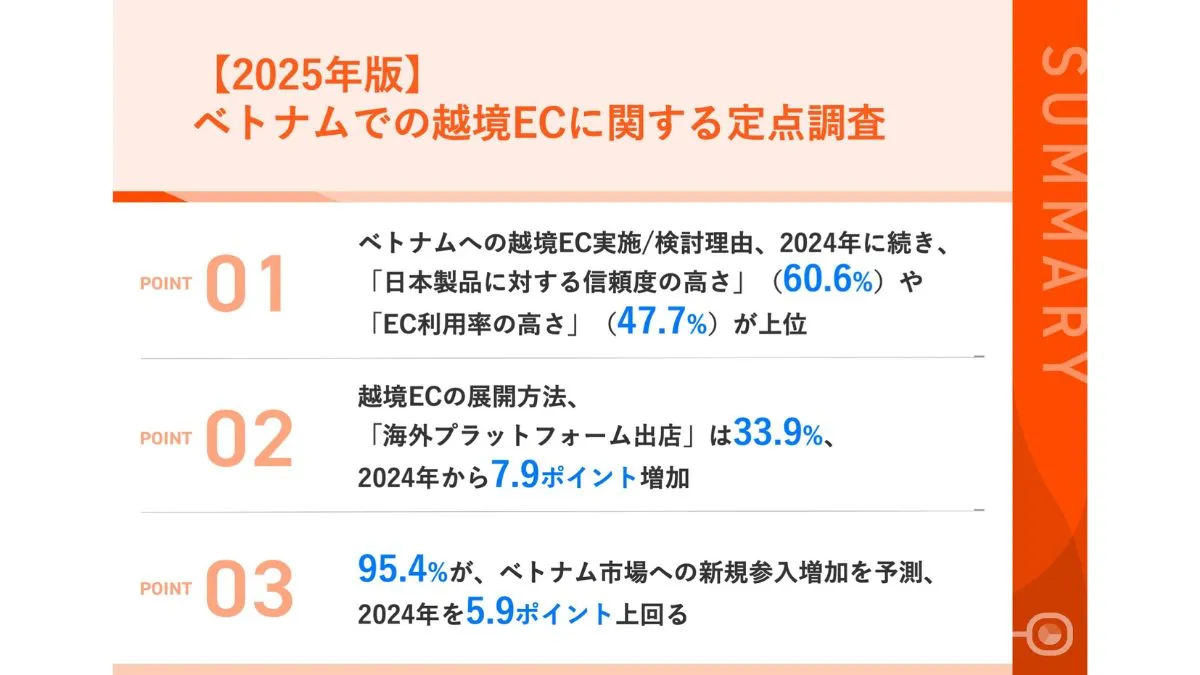 【2025年版】
ベトナムでの越境ECに関する定点調査
SUMMARY
POINT 01
ベトナムへの越境EC実施/検討理由、2024年に続き、
「日本製品に対する信頼度の高さ」（60.6%）や
「EC利用率の高さ」（47.7%）が上位
POINT 02
越境ECの展開方法、
「海外プラットフォーム出店」は33.9%、
2024年から7.9ポイント増加
POINT 03
95.4%が、ベトナム市場への新規参入増加を予測、
2024年を5.9ポイント上回る